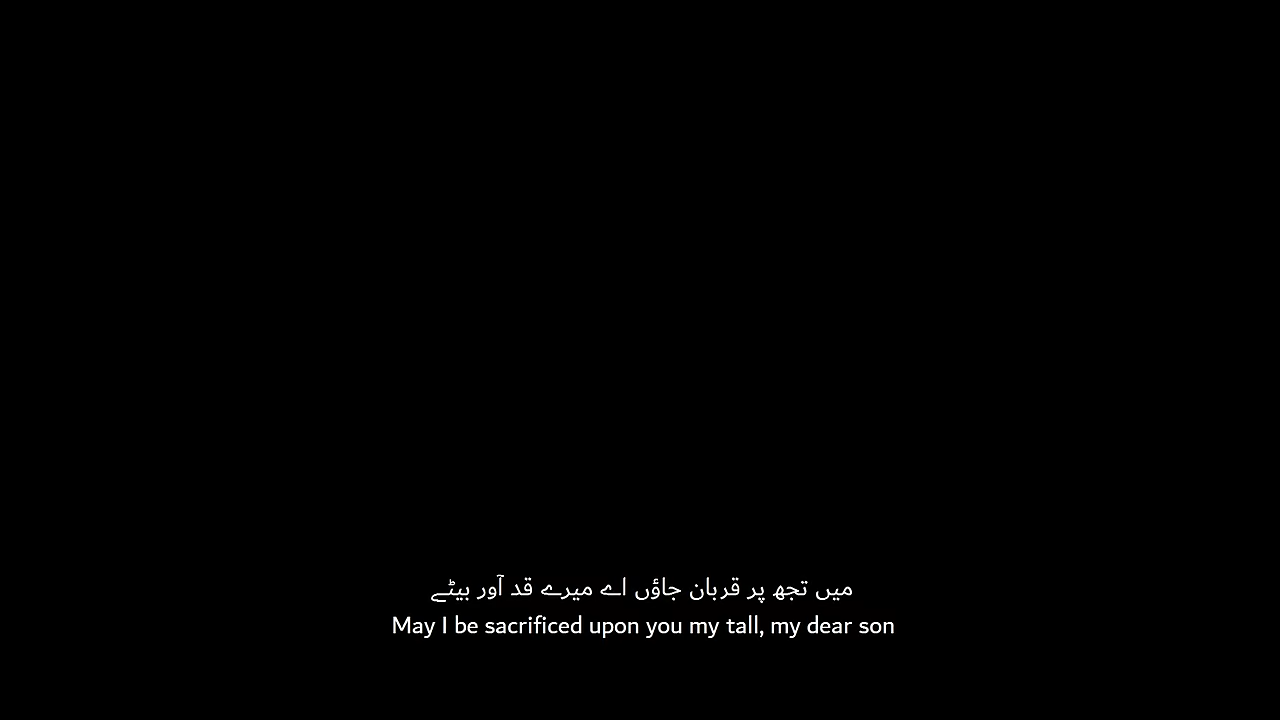 میں تجھ پر قربان جاؤں اے میرے قد آور بیٹے
May I be sacrificed upon you my tall, my dear son